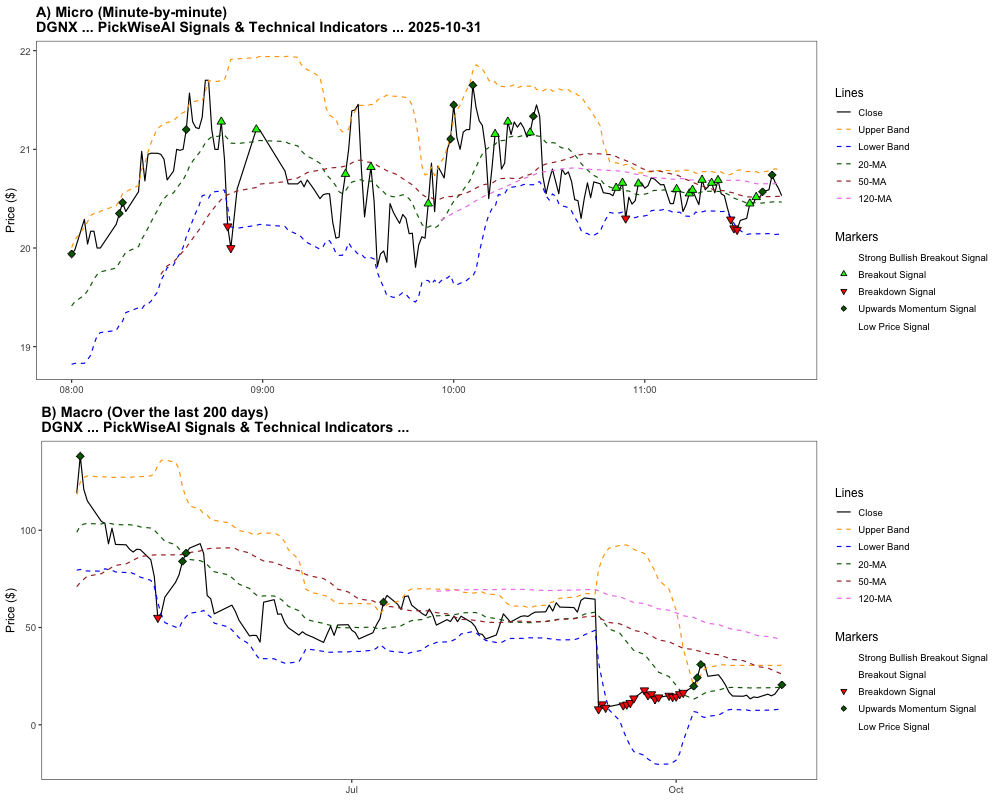 A) Micro (Minute-by-minute)
DGNX ... PickWiseAI Signals & Technical Indicators ... 2025-10-31
22
21
20
19
Price ($)
08:00
09:00
10:00
11:00
Lines
Close
Upper Band
Lower Band
20-MA
50-MA
120-MA
Markers
Strong Bullish Breakout Signal
Breakout Signal
Breakdown Signal
Upwards Momentum Signal
Low Price Signal
B) Macro (Over the last 200 days)
DGNX ... PickWiseAI Signals & Technical Indicators ...
100
50
0
Price ($)
Jul
Oct
Lines
Close
Upper Band
Lower Band
20-MA
50-MA
120-MA
Markers
Strong Bullish Breakout Signal
Breakout Signal
Breakdown Signal
Upwards Momentum Signal
Low Price Signal